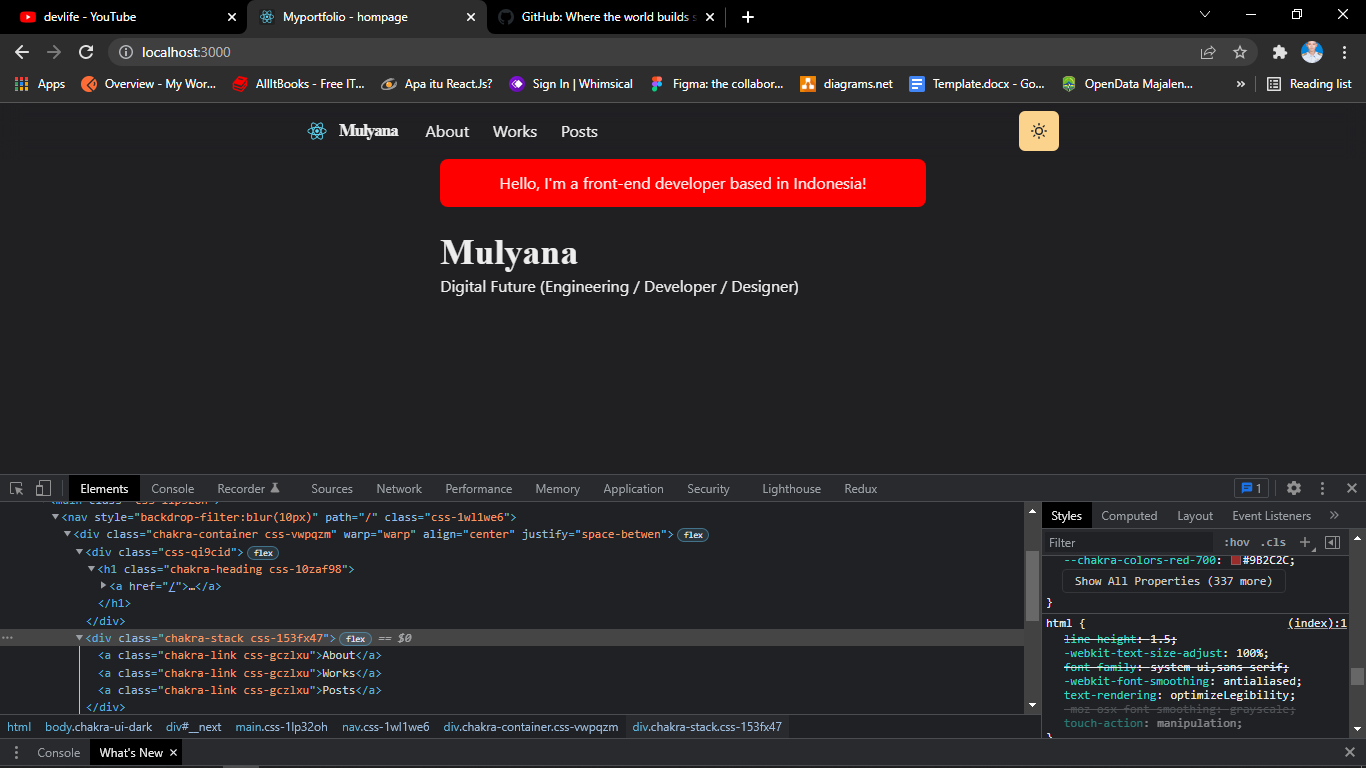 devlife - YouTube
Myportfolio - hompage
GitHub: Where the world builds s
localhost:3000
Apps
Overview - My Wor...
AllItBooks - Free IT...
Apa itu React.Js?
Sign In | Whimsical
Figma: the collabor...
diagrams.net
Template.docx - Go...
OpenData Majalen...
»
Reading list
Mulyana
About
Works
Posts
Hello, I'm a front-end developer based in Indonesia!
Mulyana
Digital Future (Engineering / Developer / Designer)
Elements
Console
Recorder
Sources
Network
Performance
Memory
Application
Security
Lighthouse
Redux
1
<nav style="backdrop-filter:blur(10px)" path="/" class="css-1wl1we6">
<div class="chakra-container css-vwpqzm" warp="warp" align="center" justify="space-betwen"> flex
<div class="css-qi9cid"> flex
<h1 class="chakra-heading css-10zaf98">
<a href="/">…</a>
</h1>
</div>
<div class="chakra-stack css-153fx47"> flex == $0
<a class="chakra-link css-gczlxu">About</a>
<a class="chakra-link css-gczlxu">Works</a>
<a class="chakra-link css-gczlxu">Posts</a>
</div>
html
body.chakra-ui-dark
div#__next
main.css-1lp32oh
nav.css-1wl1we6
div.chakra-container.css-vwpqzm
div.chakra-stack.css-153fx47
Styles
Computed
Layout
Event Listeners
»
Filter
:hov
.cls
--chakra-colors-red-700: #9B2C2C;
Show All Properties (337 more)
}
html {
(index):1
line-height: 1.5;
-webkit-text-size-adjust: 100%;
font-family: system-ui,sans-serif;
-webkit-font-smoothing: antialiased;
text-rendering: optimizeLegibility;
-moz-osx-font-smoothing: grayscale;
touch-action: manipulation;
}
Console
What's New